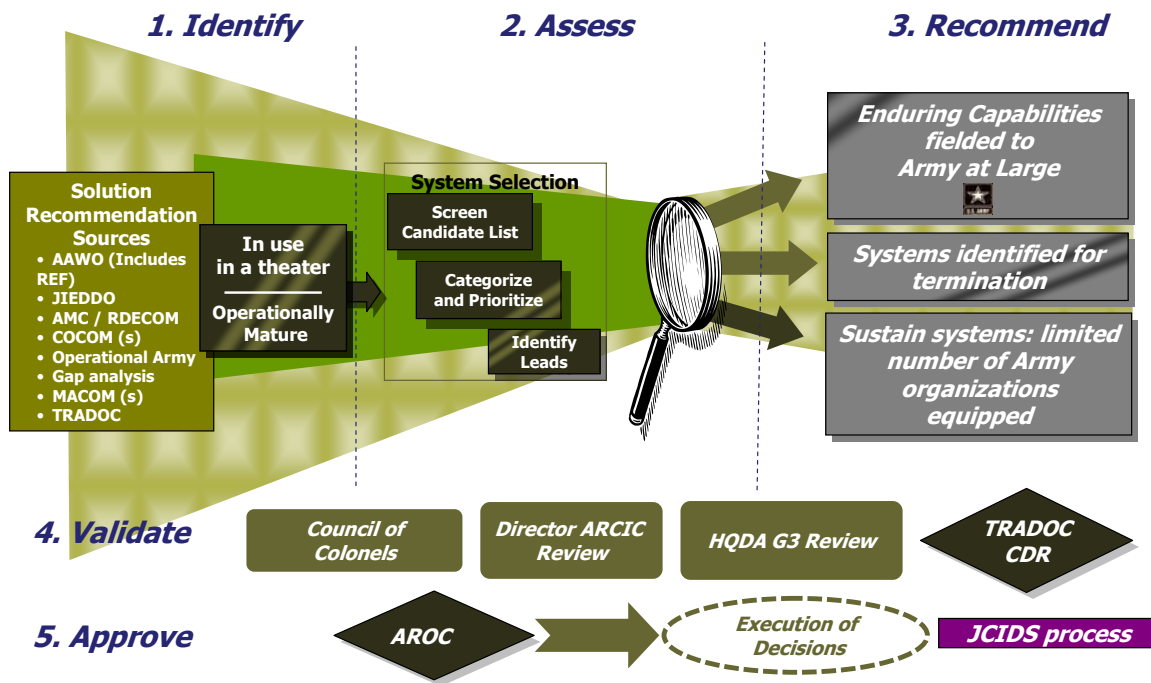 1. Identify
2. Assess
3. Recommend
Solution
Recommendation
Sources
• AAWO (Includes
REF)
• JIEDDO
• AMC / RDECOM
• COCOM (s)
• Operational Army
• Gap analysis
• MACOM (s)
• TRADOC
In use
in a theater
Operationally
Mature
System Selection
Screen
Candidate List
Categorize
and Prioritize
Identify
Leads
Enduring Capabilities
fielded to
Army at Large
U.S. ARMY
Systems identified for
termination
Sustain systems: limited
number of Army
organizations
equipped
4. Validate
Council of
Colonels
Director ARCIC
Review
HQDA G3 Review
TRADOC
CDR
5. Approve
AROC
Execution of
Decisions
JCIDS process